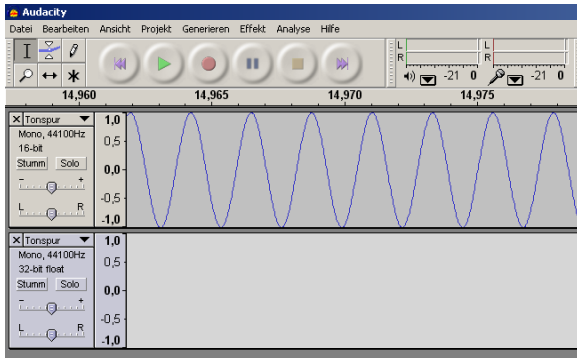 Audacity
Datei Bearbeiten Ansicht Projekt Generieren Effekt Analyse Hilfe
L
R
-21 0
L
R
-21 0
14,960 14,965 14,970 14,975
X Tonspur
Mono, 44100Hz
16-bit
Stumm Solo
- +
L R
1,0
0,5
0,0
-0,5
-1,0
X Tonspur
Mono, 44100Hz
32-bit float
Stumm Solo
- +
L R
1,0
0,5
0,0
-0,5
-1,0